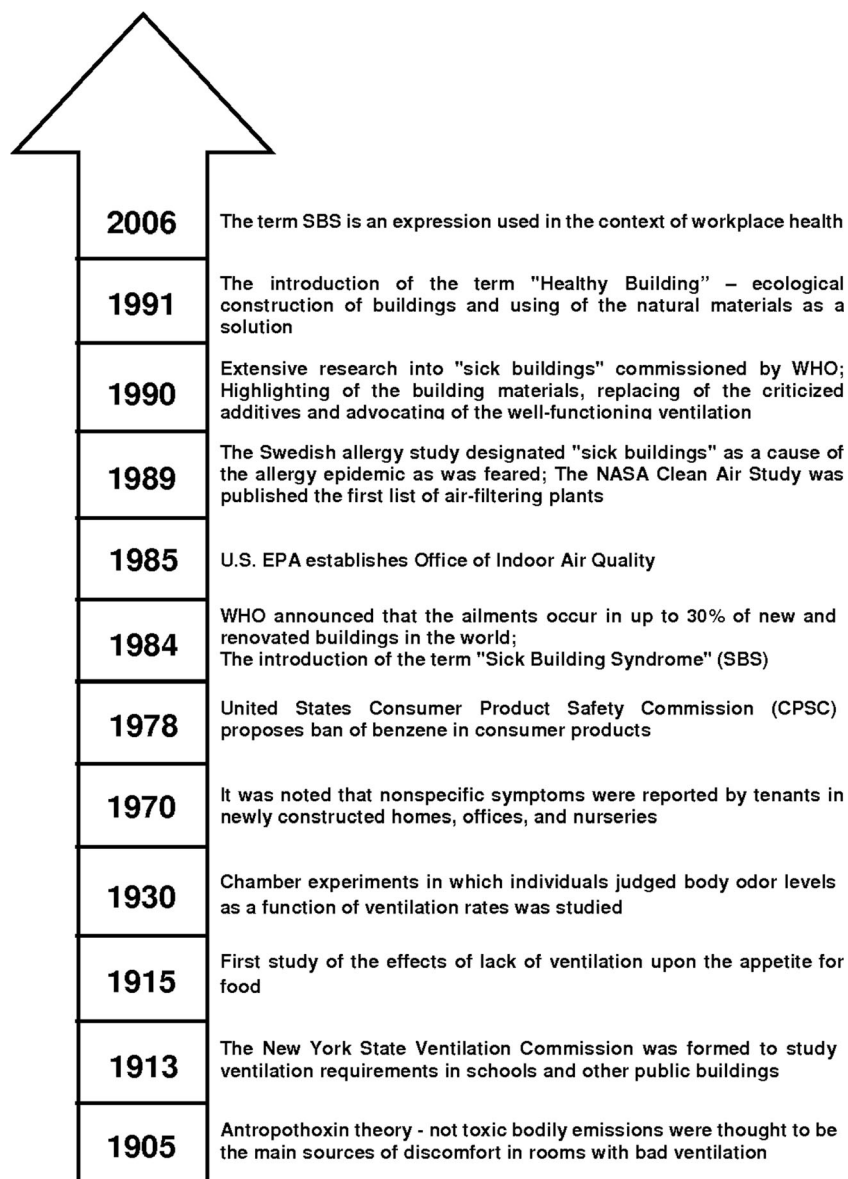 2006
The term SBS is an expression used in the context of workplace health
1991
The introduction of the term "Healthy Building” – ecological
construction of buildings and using of the natural materials as a
solution
1990
Extensive research into "sick buildings" commissioned by WHO;
Highlighting of the building materials, replacing of the criticized
additives and advocating of the well-functioning ventilation
1989
The Swedish allergy study designated "sick buildings" as a cause of
the allergy epidemic as was feared; The NASA Clean Air Study was
published the first list of air-filtering plants
1985
U.S. EPA establishes Office of Indoor Air Quality
1984
WHO announced that the ailments occur in up to 30% of new and
renovated buildings in the world;
The introduction of the term "Sick Building Syndrome" (SBS)
1978
United States Consumer Product Safety Commission (CPSC)
proposes ban of benzene in consumer products
1970
It was noted that nonspecific symptoms were reported by tenants in
newly constructed homes, offices, and nurseries
1930
Chamber experiments in which individuals judged body odor levels
as a function of ventilation rates was studied
1915
First study of the effects of lack of ventilation upon the appetite for
food
1913
The New York State Ventilation Commission was formed to study
ventilation requirements in schools and other public buildings
1905
Antropothoxin theory - not toxic bodily emissions were thought to be
the main sources of discomfort in rooms with bad ventilation